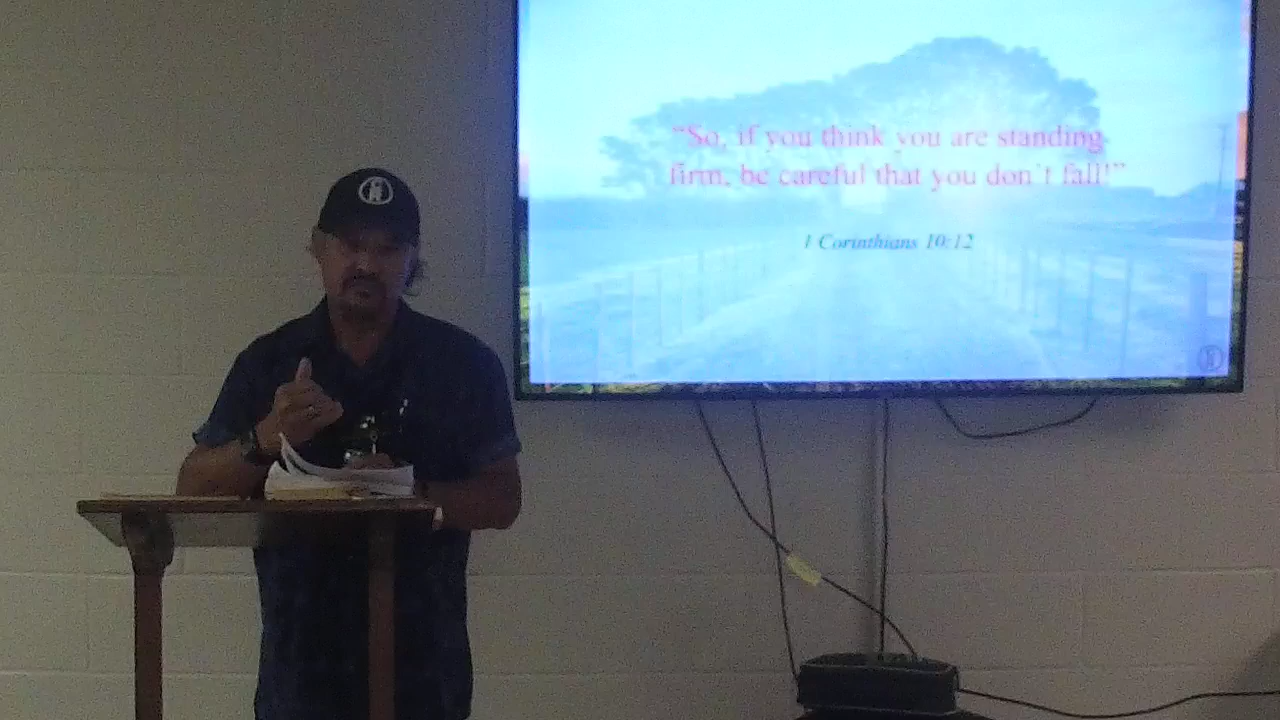 “So, if you think you are standing
firm, be careful that you don't fall!”
1 Corinthians 10:12